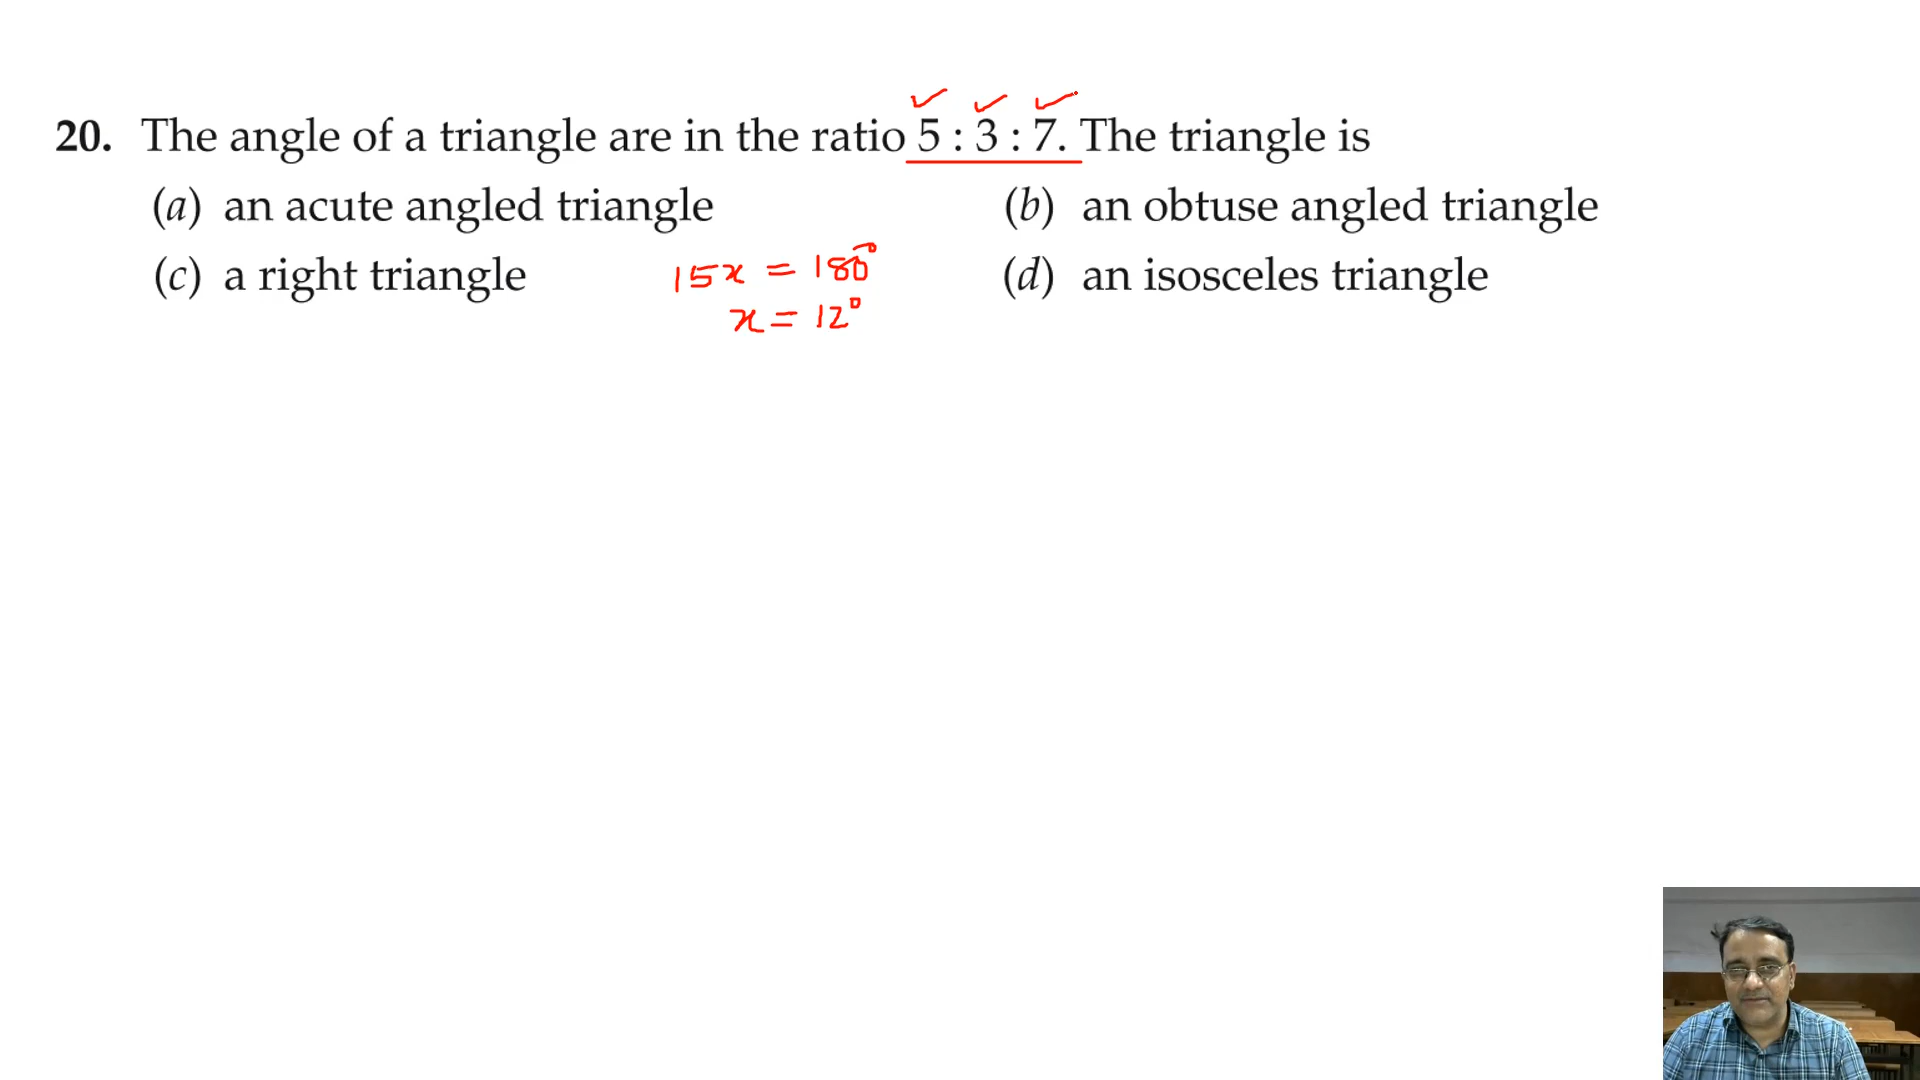 20. The angle of a triangle are in the ratio 5 : 3 : 7. The triangle is
(a) an acute angled triangle (b) an obtuse angled triangle
(c) a right triangle 15x = 180° (d) an isosceles triangle
x = 12°